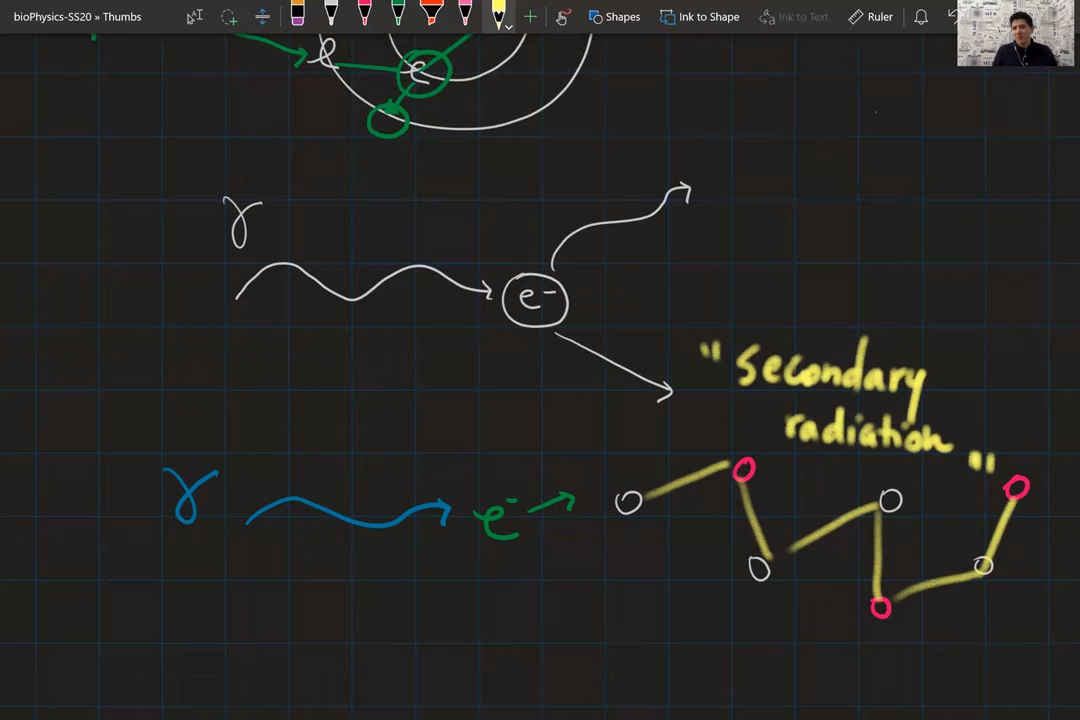 bioPhysics-SS20 » Thumbs
Shapes
Ink to Shape
Ink to Text
Ruler
e
e
γ
e⁻
"secondary
radiation"
γ
e⁻